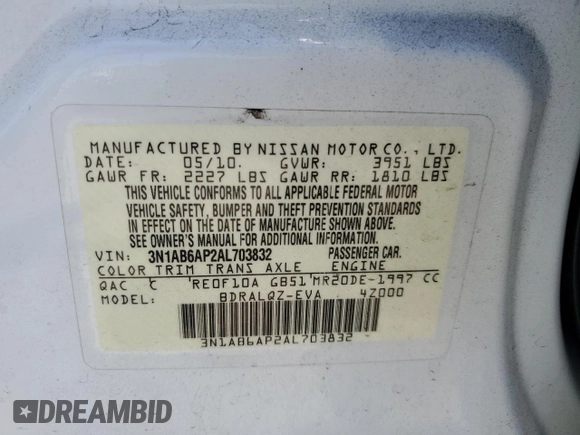 MANUFACTURED BY NISSAN MOTOR CO., LTD.
DATE: 05/10. GVWR: 3951 LBS
GAWR FR: 2227 LBS GAWR RR: 1810 LBS
THIS VEHICLE CONFORMS TO ALL APPLICABLE FEDERAL MOTOR
VEHICLE SAFETY, BUMPER AND THEFT PREVENTION STANDARDS
IN EFFECT ON THE DATE OF MANUFACTURE SHOWN ABOVE.
SEE OWNER'S MANUAL FOR ADDITIONAL INFORMATION.
VIN: 3N1AB6AP2AL703832 PASSENGER CAR.
COLOR TRIM TRANS AXLE ENGINE
QAC C RE0F10A GB51 MR20DE-1997 CC
MODEL: BDRALQZ-EVA 4Z000
3N1AB6AP2AL703832
DREAMBID